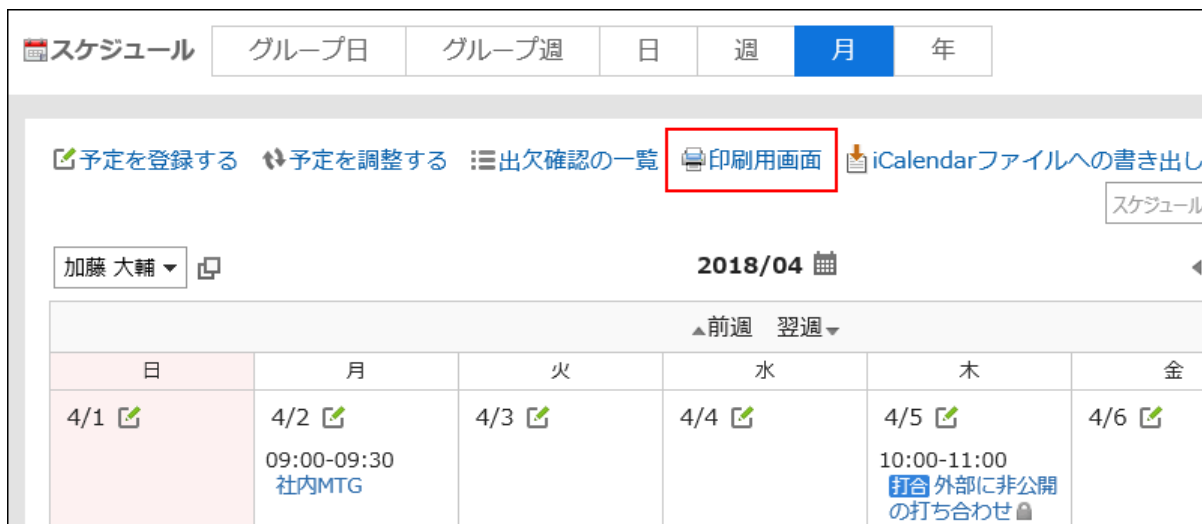 スケジュール グループ日 グループ週 日 週 月 年
予定を登録する 予定を調整する 出欠確認の一覧 印刷用画面 iCalendarファイルへの書き出し
スケジュール
加藤 大輔 2018/04
前週 翌週
日 月 火 水 木 金
4/1 4/2 4/3 4/4 4/5 4/6
09:00-09:30 10:00-11:00
社内MTG 打合 外部に非公開
の打ち合わせ